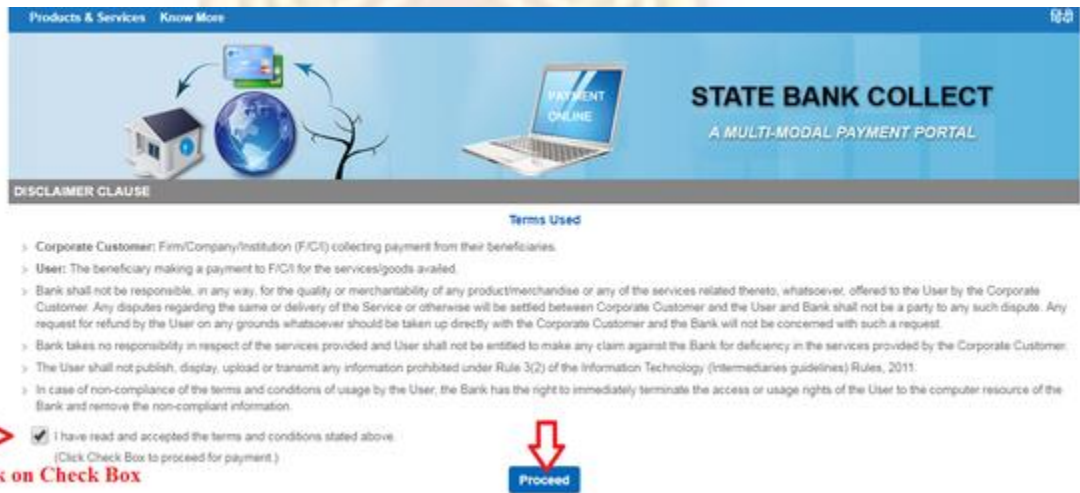 Products & Services Know More हिंदी
PAYMENT
ONLINE
STATE BANK COLLECT
A MULTI-MODAL PAYMENT PORTAL
DISCLAIMER CLAUSE
Terms Used
Corporate Customer: Firm/Company/Institution (F/C/I) collecting payment from their beneficiaries.
User: The beneficiary making a payment to F/C/I for the services/goods availed.
Bank shall not be responsible, in any way, for the quality or merchantability of any product/merchandise or any of the services related thereto, whatsoever, offered to the User by the Corporate
Customer. Any disputes regarding the same or delivery of the Service or otherwise will be settled between Corporate Customer and the User and Bank shall not be a party to any such dispute. Any
request for refund by the User on any grounds whatsoever should be taken up directly with the Corporate Customer and the Bank will not be concerned with such a request.
Bank takes no responsibility in respect of the services provided and User shall not be entitled to make any claim against the Bank for deficiency in the services provided by the Corporate Customer.
The User shall not publish, display, upload or transmit any information prohibited under Rule 3(2) of the Information Technology (Intermediaries guidelines) Rules, 2011.
In case of non-compliance of the terms and conditions of usage by the User, the Bank has the right to immediately terminate the access or usage rights of the User to the computer resource of the
Bank and remove the non-compliant information.
I have read and accepted the terms and conditions stated above.
(Click Check Box to proceed for payment.)
k on Check Box
Proceed